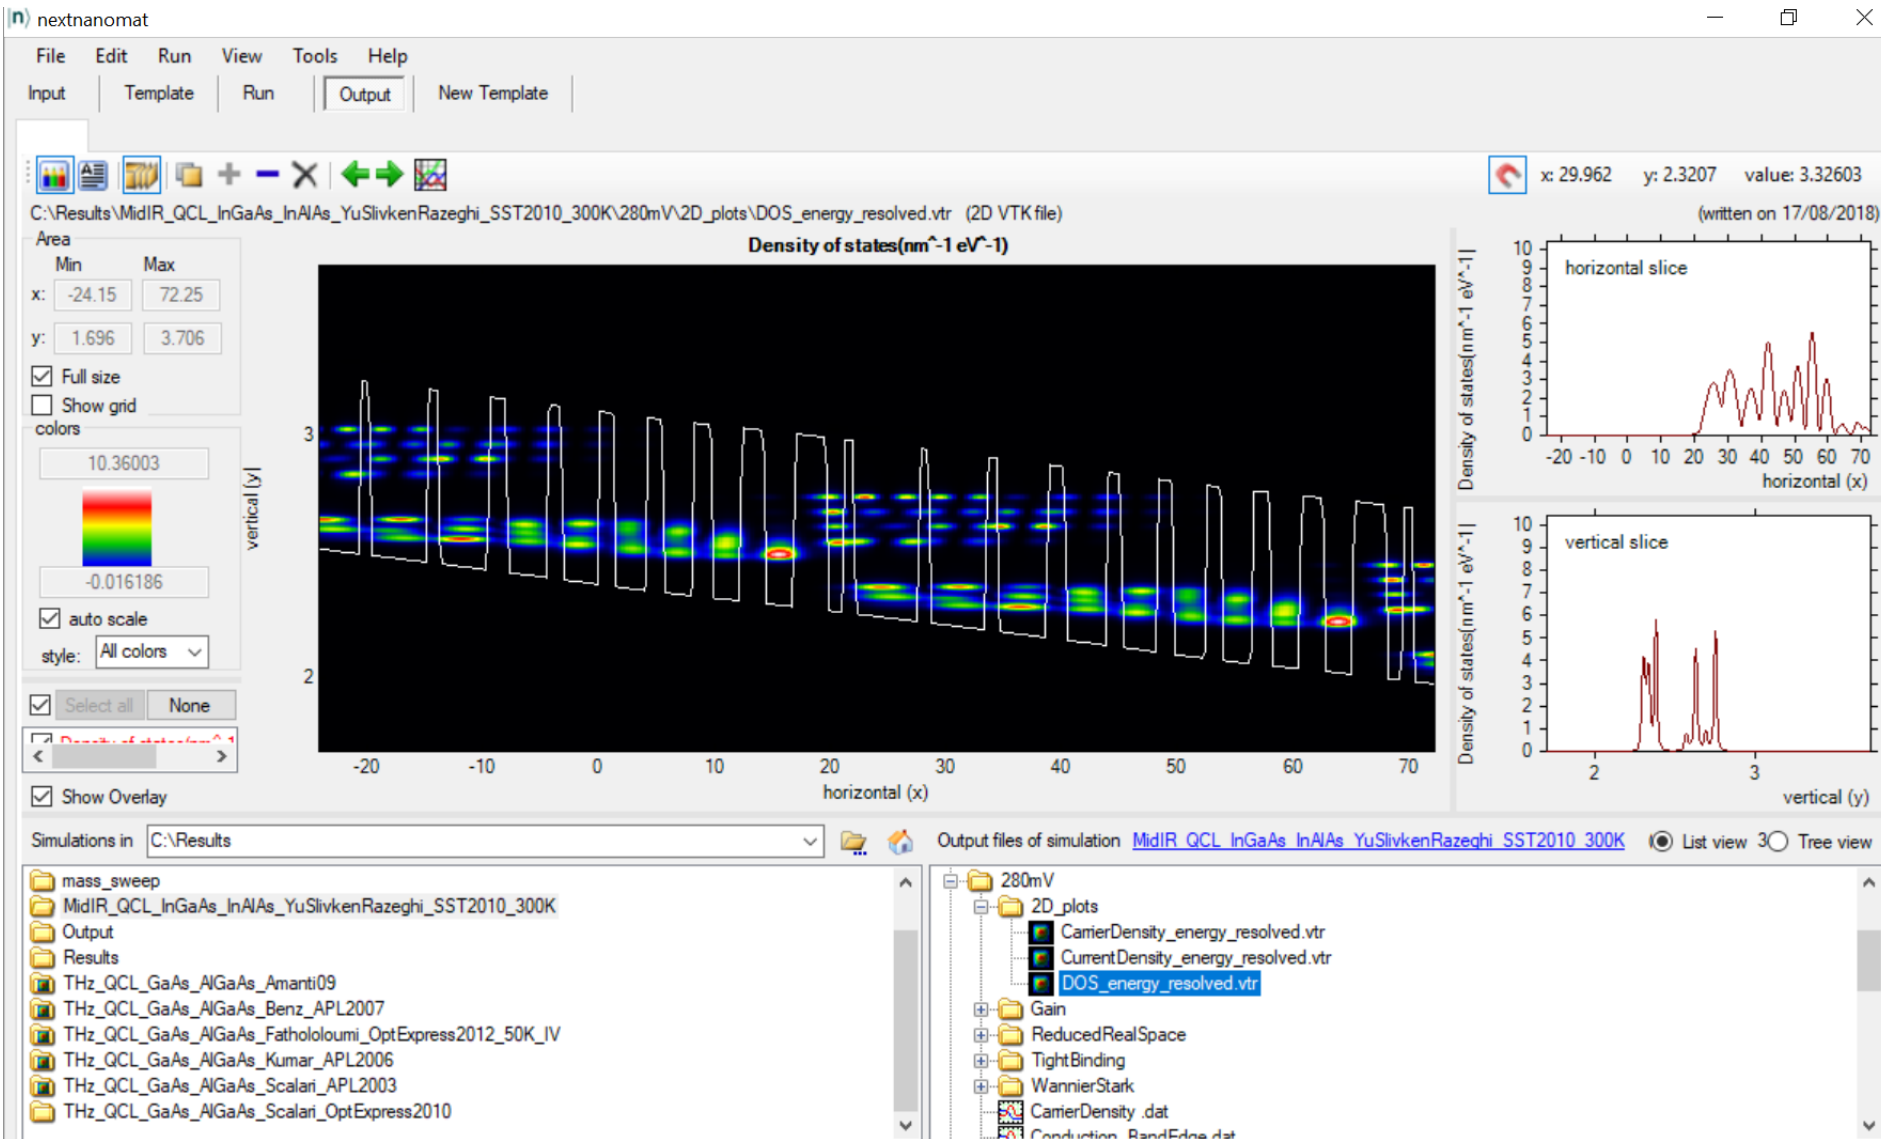 |n⟩ nextnanomat
File Edit Run View Tools Help
Input Template Run Output New Template
x: 29.962 y: 2.3207 value: 3.32603
C:\Results\MidIR_QCL_InGaAs_InAlAs_YuSlivkenRazeghi_SST2010_300K\280mV\2D_plots\DOS_energy_resolved.vtr (2D VTK file) (written on 17/08/2018)
Area
Min Max
x: -24.15 72.25
y: 1.696 3.706
Full size
Show grid
colors
10.36003
-0.016186
auto scale
style: All colors
Select all None
Density of states(nm^-1
Show Overlay
Density of states(nm^-1 eV^-1)
vertical (y)
3
2
-20 -10 0 10 20 30 40 50 60 70
horizontal (x)
Density of states(nm^-1 eV^-1)
horizontal slice
10
9
8
7
6
5
4
3
2
1
0
-20 -10 0 10 20 30 40 50 60 70
horizontal (x)
Density of states(nm^-1 eV^-1)
vertical slice
10
9
8
7
6
5
4
3
2
1
0
2 3
vertical (y)
Simulations in C:\Results
Output files of simulation MidIR_QCL_InGaAs_InAlAs_YuSlivkenRazeghi_SST2010_300K List view 3 Tree view
mass_sweep
MidIR_QCL_InGaAs_InAlAs_YuSlivkenRazeghi_SST2010_300K
Output
Results
THz_QCL_GaAs_AlGaAs_Amanti09
THz_QCL_GaAs_AlGaAs_Benz_APL2007
THz_QCL_GaAs_AlGaAs_Fathololoumi_OptExpress2012_50K_IV
THz_QCL_GaAs_AlGaAs_Kumar_APL2006
THz_QCL_GaAs_AlGaAs_Scalari_APL2003
THz_QCL_GaAs_AlGaAs_Scalari_OptExpress2010
280mV
2D_plots
CarrierDensity_energy_resolved.vtr
CurrentDensity_energy_resolved.vtr
DOS_energy_resolved.vtr
Gain
ReducedRealSpace
TightBinding
WannierStark
CarrierDensity .dat
Conduction_BandEdge.dat